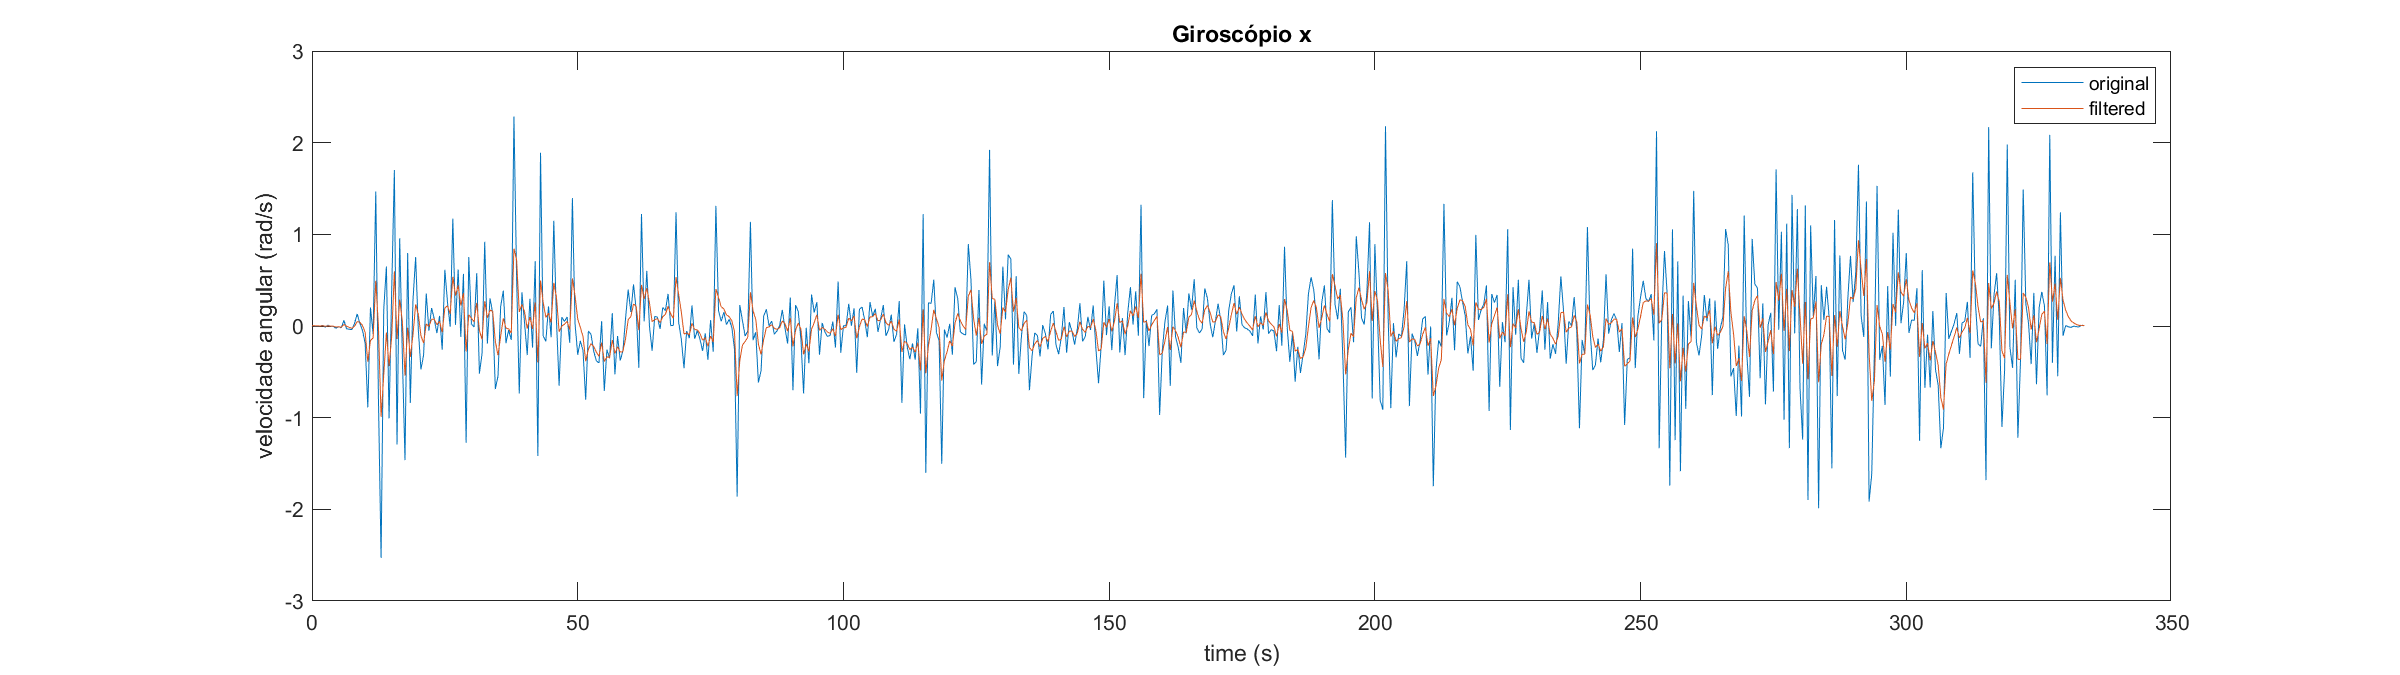 Giroscópio x
original
filtered
velocidade angular (rad/s)
3
2
1
0
-1
-2
-3
0 50 100 150 200 250 300 350
time (s)